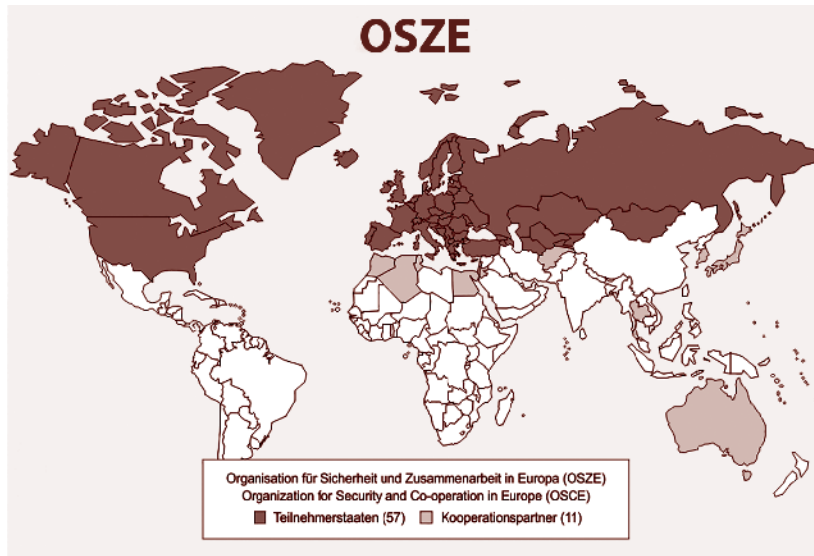 OSZE
Organisation für Sicherheit und Zusammenarbeit in Europa (OSZE)
Organization for Security and Co-operation in Europe (OSCE)
Teilnehmerstaaten (57) Kooperationspartner (11)